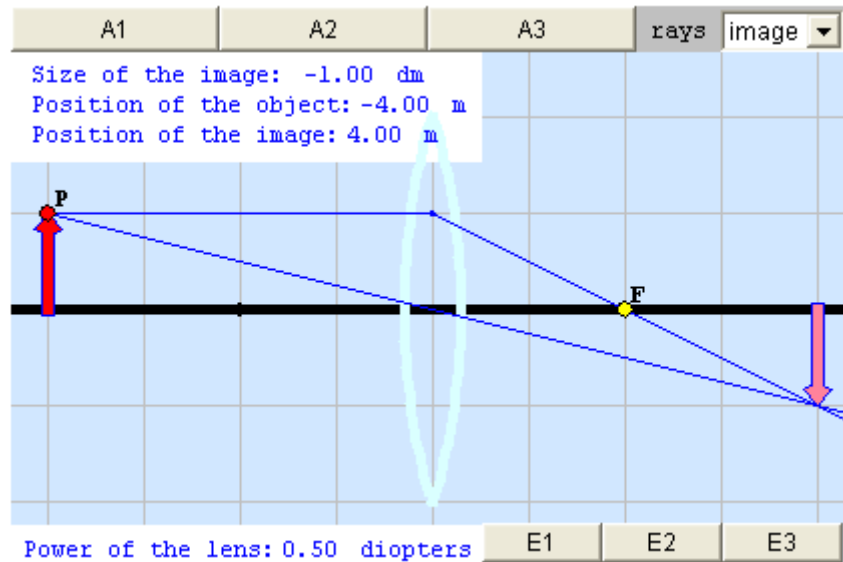 A1 A2 A3 rays image
Size of the image: -1.00 dm
Position of the object: -4.00 m
Position of the image: 4.00 m
P
F
Power of the lens: 0.50 diopters E1 E2 E3